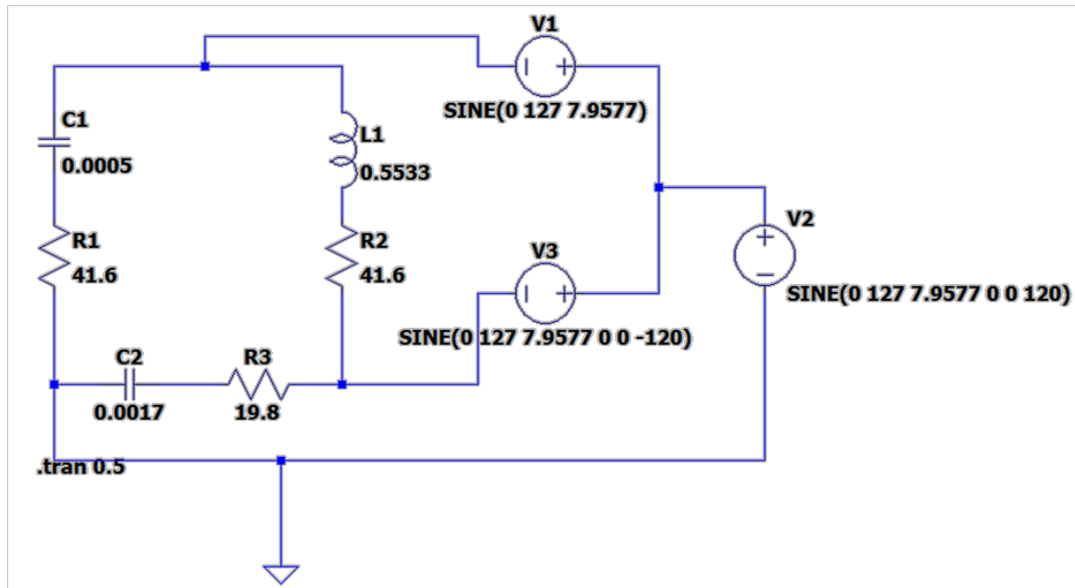 V1
SINE(0 127 7.9577)
C1
0.0005
L1
0.5533
R1
41.6
R2
41.6
V3
SINE(0 127 7.9577 0 0 -120)
V2
SINE(0 127 7.9577 0 0 120)
C2
0.0017
R3
19.8
.tran 0.5